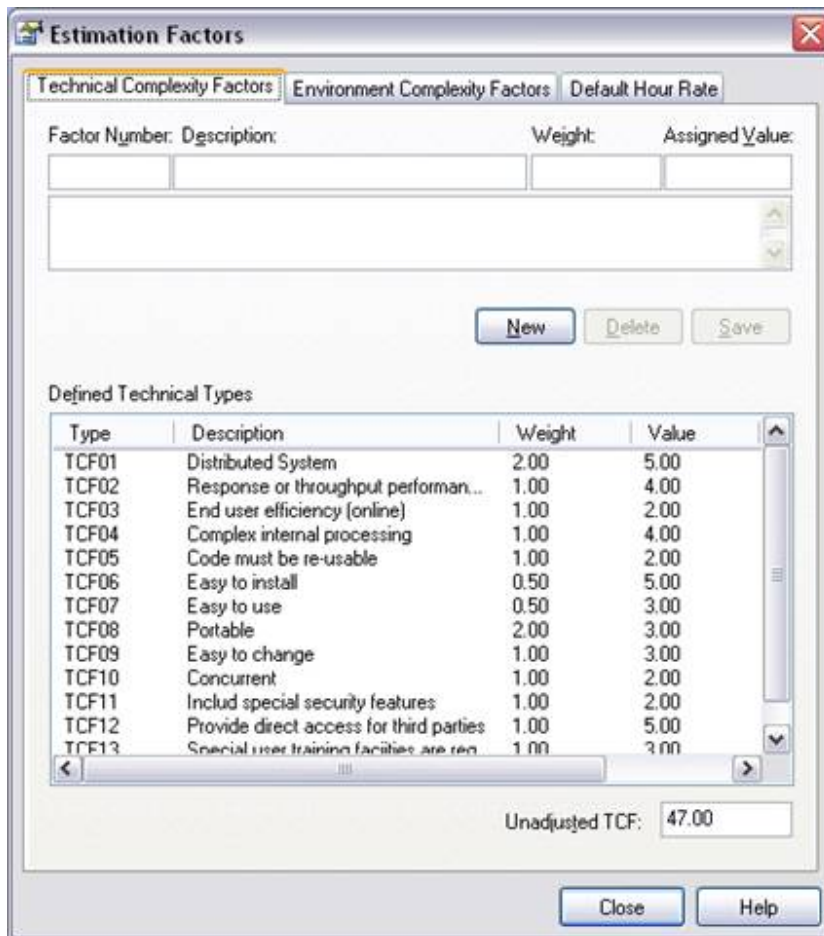 Estimation Factors
Technical Complexity Factors Environment Complexity Factors Default Hour Rate
Factor Number: Description: Weight: Assigned Value:
New Delete Save
Defined Technical Types
Type Description Weight Value
TCF01 Distributed System 2.00 5.00
TCF02 Response or throughput performan... 1.00 4.00
TCF03 End user efficiency (online) 1.00 2.00
TCF04 Complex internal processing 1.00 4.00
TCF05 Code must be re-usable 1.00 2.00
TCF06 Easy to install 0.50 5.00
TCF07 Easy to use 0.50 3.00
TCF08 Portable 2.00 3.00
TCF09 Easy to change 1.00 3.00
TCF10 Concurrent 1.00 2.00
TCF11 Includ special security features 1.00 2.00
TCF12 Provide direct access for third parties 1.00 5.00
TCF13 Special user training facilities are req 1.00 3.00
Unadjusted TCF: 47.00
Close Help